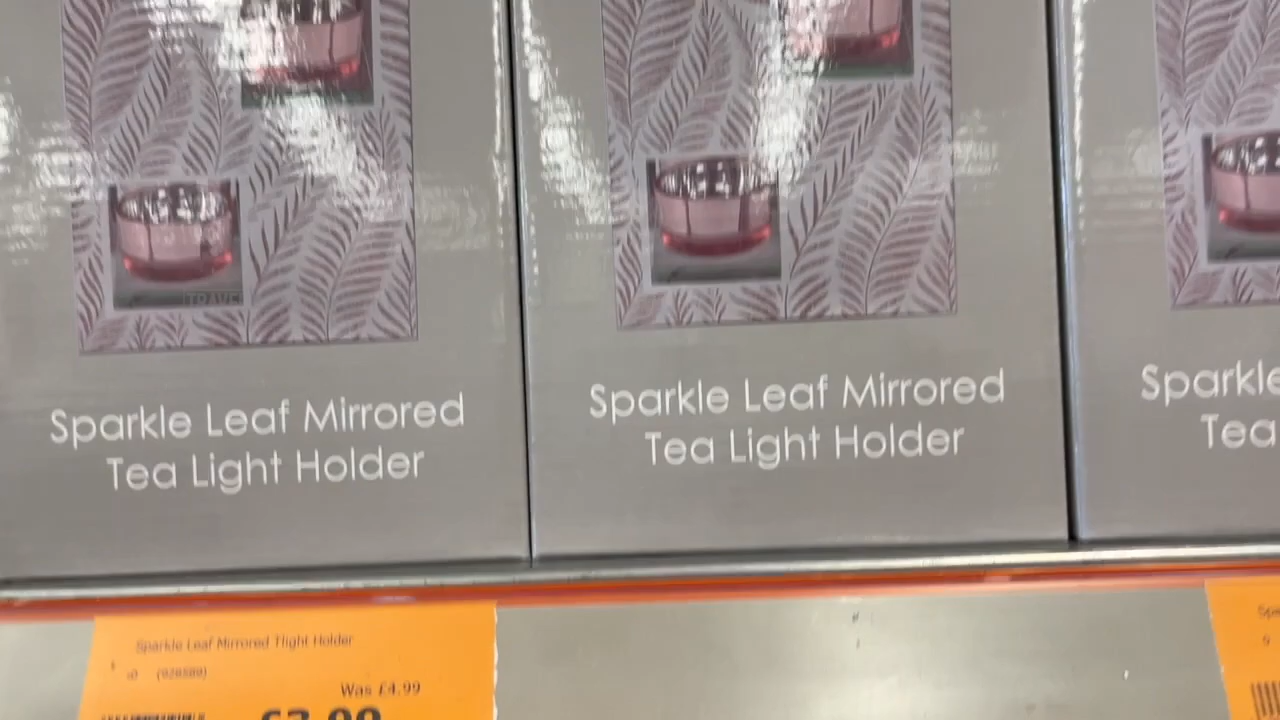 TRAVEL
Sparkle Leaf Mirrored
Tea Light Holder
Sparkle Leaf Mirrored
Tea Light Holder
Sparkle
Tea
Sparkle Leaf Mirrored Tlight Holder
Was £4.99